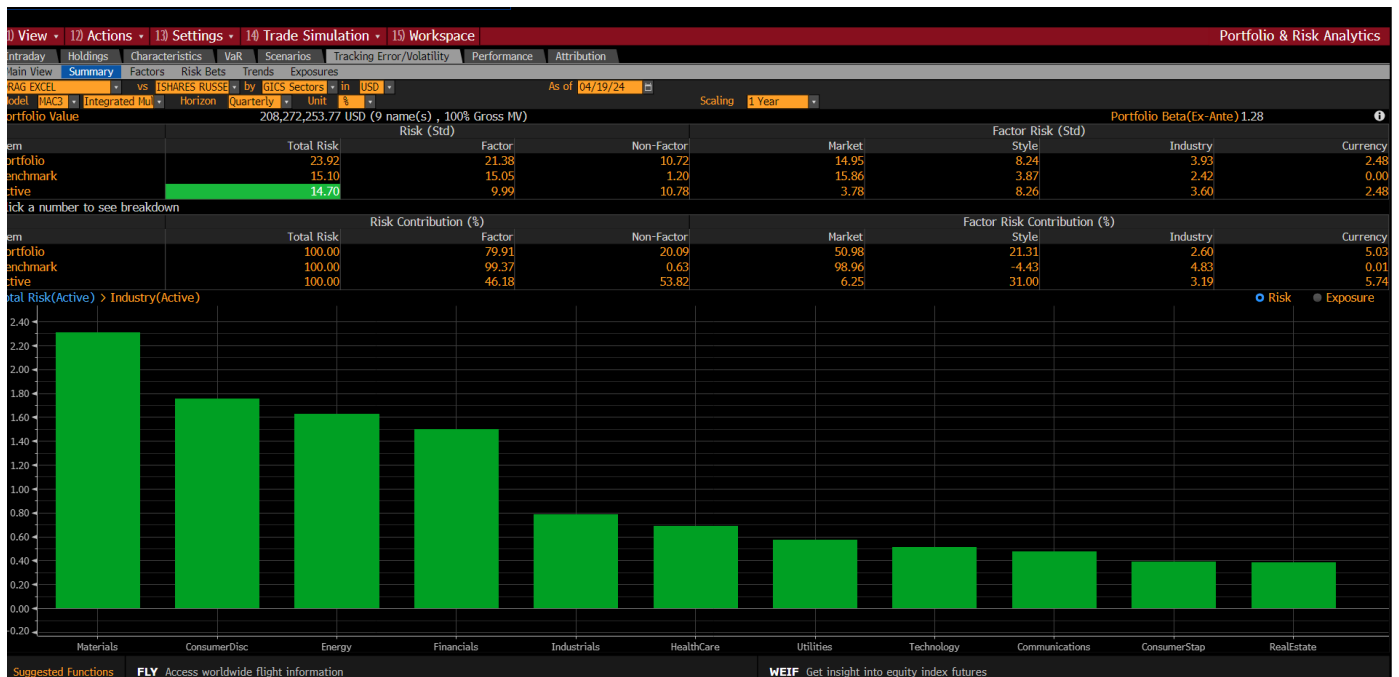 1) View 12) Actions 13) Settings 14) Trade Simulation 15) Workspace Portfolio & Risk Analytics
Intraday Holdings Characteristics VaR Scenarios Tracking Error/Volatility Performance Attribution
Main View Summary Factors Risk Bets Trends Exposures
RAG EXCEL vs ISHARES RUSSE by GICS Sectors in USD As of 04/19/24
odel MAC3 Integrated Mul Horizon Quarterly Unit % Scaling 1 Year
ortfolio Value 208,272,253.77 USD (9 name(s) , 100% Gross MV) Portfolio Beta(Ex-Ante) 1.28
Risk (Std) Factor Risk (Std)
em Total Risk Factor Non-Factor Market Style Industry Currency
ortfolio 23.92 21.38 10.72 14.95 8.24 3.93 2.48
enchmark 15.10 15.05 1.20 15.86 3.87 2.42 0.00
ctive 14.70 9.99 10.78 3.78 8.26 3.60 2.48
lick a number to see breakdown
Risk Contribution (%) Factor Risk Contribution (%)
em Total Risk Factor Non-Factor Market Style Industry Currency
ortfolio 100.00 79.91 20.09 50.98 21.31 2.60 5.03
enchmark 100.00 99.37 0.63 98.96 -4.43 4.83 0.01
ctive 100.00 46.18 53.82 6.25 31.00 3.19 5.74
otal Risk(Active) > Industry(Active) Risk Exposure
2.40
2.20
2.00
1.80
1.60
1.40
1.20
1.00
0.80
0.60
0.40
0.20
0.00
-0.20
Materials ConsumerDisc Energy Financials Industrials HealthCare Utilities Technology Communications ConsumerStap RealEstate
Suggested Functions FLY Access worldwide flight information WEIF Get insight into equity index futures